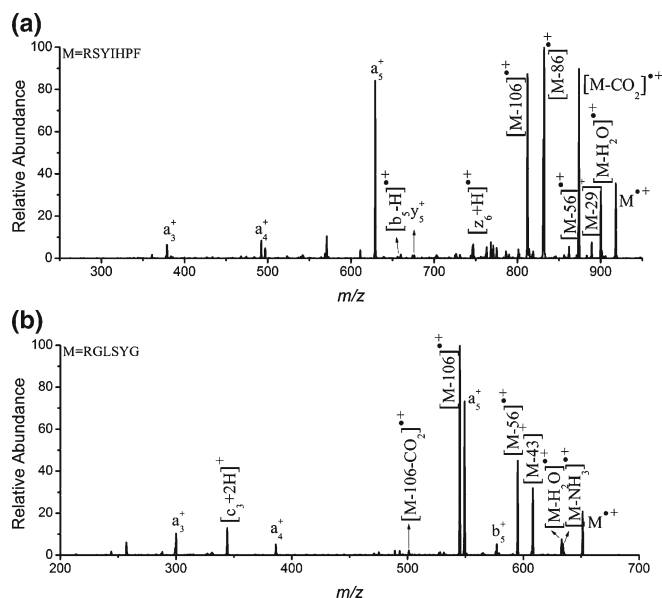 (a)
M=RSYIHPF
Relative Abundance
100
80
60
40
20
0
a₃⁺
a₄⁺
a₅⁺
[b₅-H]•⁺
y₅⁺
[z₆+H]•⁺
[M-106]•⁺
[M-86]•⁺
[M-56]•⁺
[M-CO₂]•⁺
[M-29]⁺
[M-H₂O]•⁺
M•⁺
300 400 500 600 700 800 900
m/z
(b)
M=RGLSYG
Relative Abundance
100
80
60
40
20
0
a₃⁺
[c₃+2H]⁺
a₄⁺
[M-106-CO₂]•⁺
[M-106]•⁺
a₅⁺
b₅⁺
[M-56]•⁺
[M-43]⁺
[M-H₂O]•⁺
[M-NH₃]•⁺
M•⁺
200 300 400 500 600 700
m/z